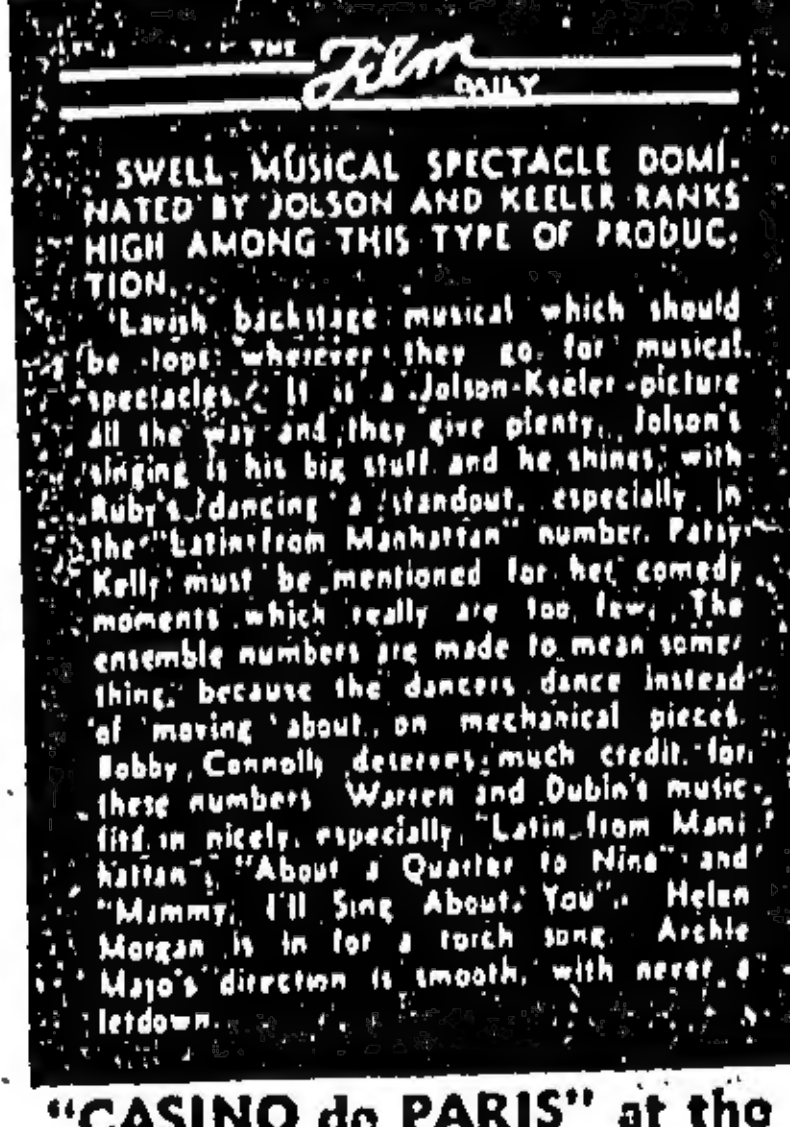 THE Film DAILY
SWELL MUSICAL SPECTACLE DOMI-
NATED BY JOLSON AND KEELER RANKS
HIGH AMONG THIS TYPE OF PRODUC-
TION.
"Lavish backstage musical which should
be tops wherever they go for musical
spectacles. It is a Jolson-Keeler picture
all the way and they give plenty. Jolson's
singing is his big stuff and he shines, with
Ruby's dancing a standout, especially in
the "Latin from Manhattan" number. Patsy
Kelly must be mentioned for her comedy
moments which really are too few. The
ensemble numbers are made to mean some-
thing, because the dancers dance instead
of moving about on mechanical pieces.
Bobby Connolly deserves much credit for
these numbers. Warren and Dubin's music
fits in nicely, especially, "Latin from Man-
hattan", "About a Quarter to Nine" and
"Mammy, I'll Sing About You". Helen
Morgan is in for a torch song. Archie
Mayo's direction is smooth, with never a
letdown.
"CASINO de PARIS" at the